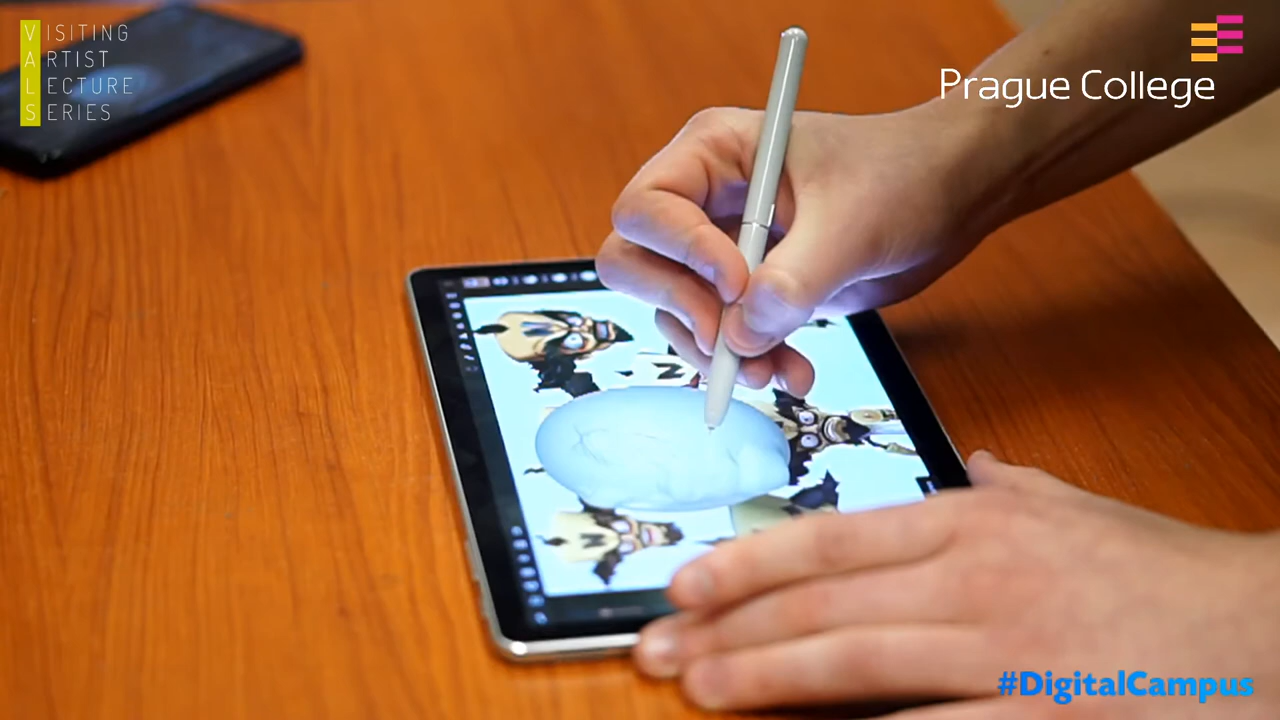 VISITING
ARTIST
LECTURE
SERIES
Prague College
N
N
#DigitalCampus